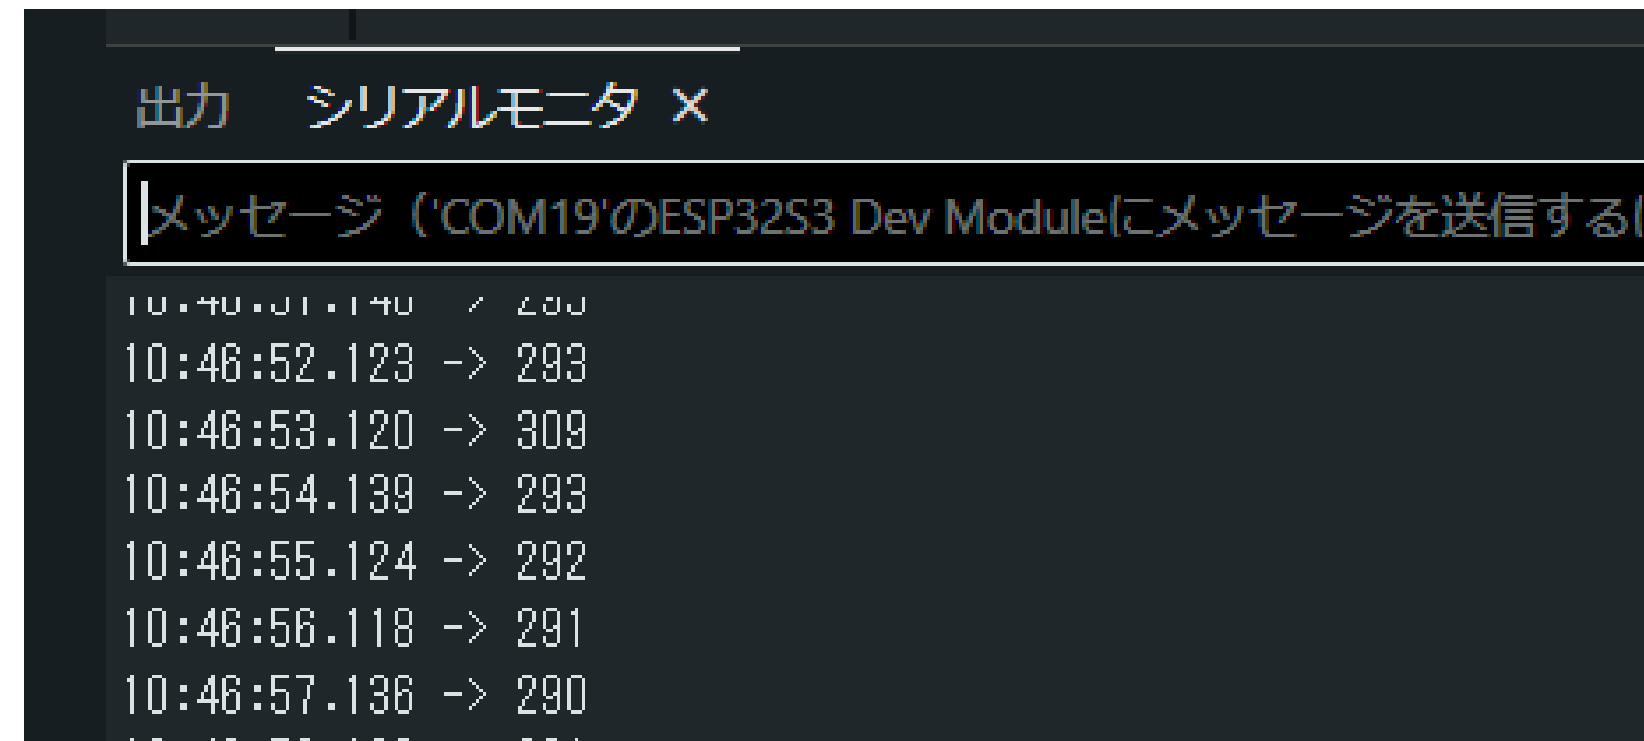 出力 シリアルモニタ ×
メッセージ（'COM19'のESP32S3 Dev Moduleにメッセージを送信する
10:46:52.123 -> 293
10:46:53.120 -> 309
10:46:54.139 -> 293
10:46:55.124 -> 292
10:46:56.118 -> 291
10:46:57.136 -> 290